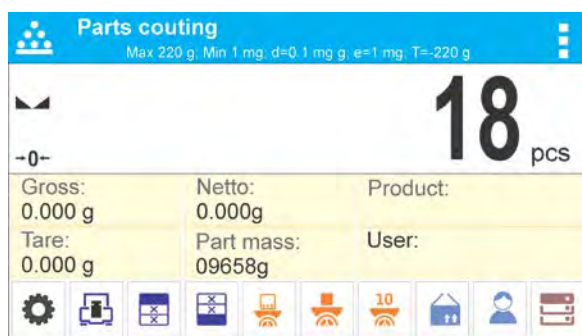 Parts couting
Max 220 g; Min 1 mg; d=0.1 mg g; e=1 mg; T=-220 g
18 pcs
→0←
Gross:
0.000 g
Netto:
0.000g
Product:
Tare:
0.000 g
Part mass:
09658g
User:
10